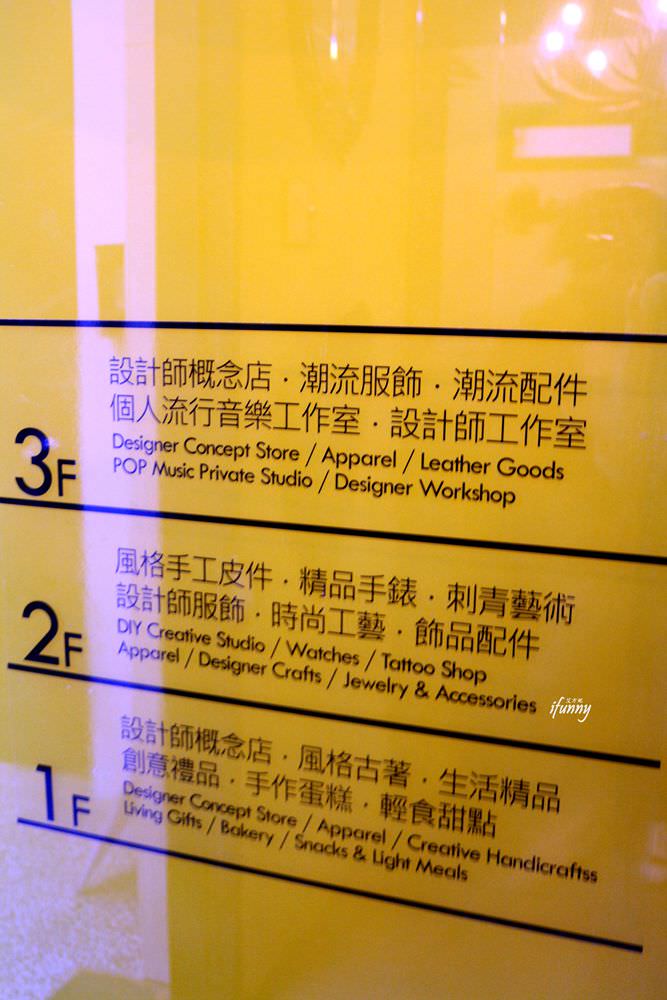 設計師概念店．潮流服飾．潮流配件
個人流行音樂工作室．設計師工作室
3F
Designer Concept Store / Apparel / Leather Goods
POP Music Private Studio / Designer Workshop
風格手工皮件．精品手錶．刺青藝術
設計師服飾．時尚工藝．飾品配件
2F
DIY Creative Studio / Watches / Tattoo Shop
Apparel / Designer Crafts / Jewelry & Accessories
ifunny
設計師概念店．風格古著．生活精品
創意禮品．手作蛋糕．輕食甜點
1F
Designer Concept Store / Apparel / Creative Handicraftss
Living Gifts / Bakery / Snacks & Light Meals